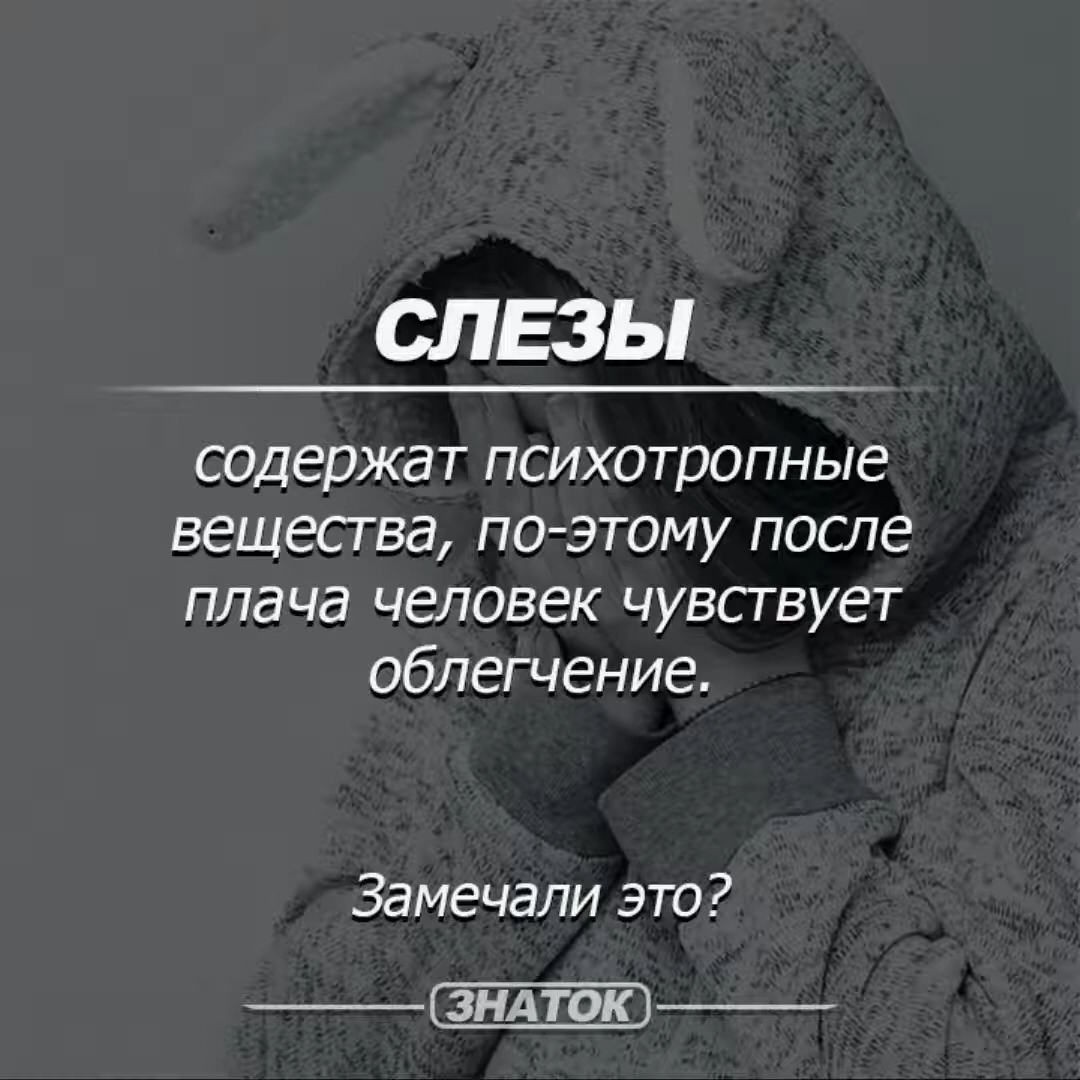 СЛЕЗЫ
содержат психотропные
вещества, по-этому после
плача человек чувствует
облегчение.
Замечали это?
ЗНАТОК